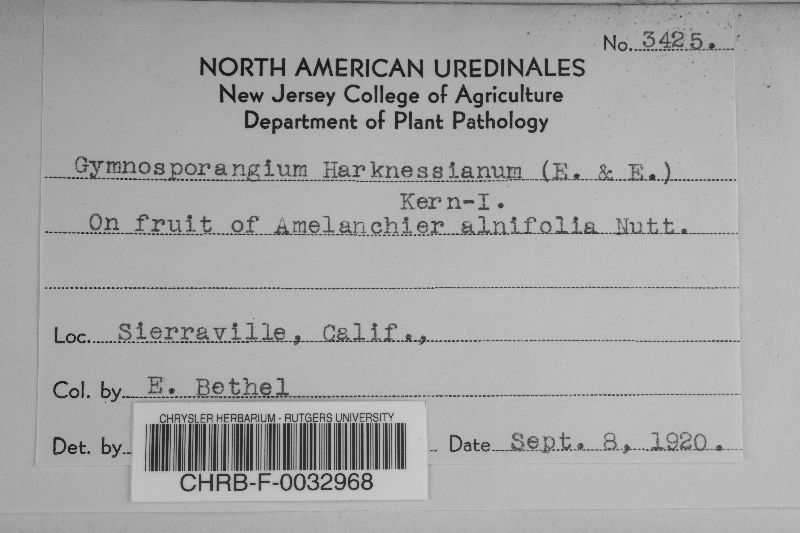 No. 3425.
NORTH AMERICAN UREDINALES
New Jersey College of Agriculture
Department of Plant Pathology
Gymnosporangium Harknessianum (E. & E.)
Kern-I.
On fruit of Amelanchier alnifolia Nutt.
Loc. Sierraville, Calif.,
Col. by E. Bethel
Det. by
Date Sept. 8, 1920.
CHRYSLER HERBARIUM - RUTGERS UNIVERSITY
CHRB-F-0032968